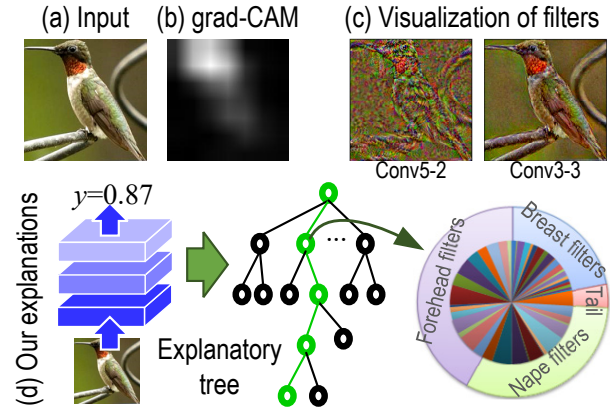 (a) Input
(b) grad-CAM
(c) Visualization of filters
Conv5-2
Conv3-3
(d) Our explanations
y=0.87
Explanatory
tree
...
Forehead filters
Breast filters
Tail
Nape filters